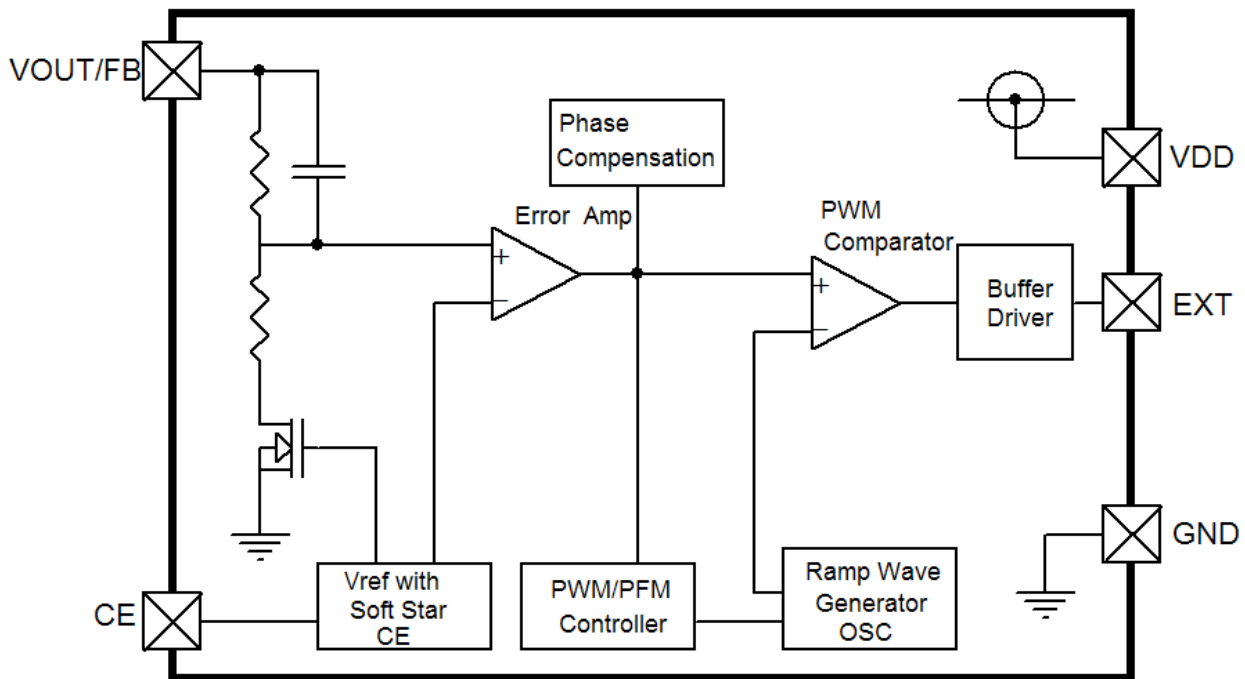 VOUT/FB
Phase
Compensation
VDD
Error Amp
PWM
Comparator
+
−
+
−
Buffer
Driver
EXT
GND
CE
Vref with
Soft Star
CE
PWM/PFM
Controller
Ramp Wave
Generator
OSC